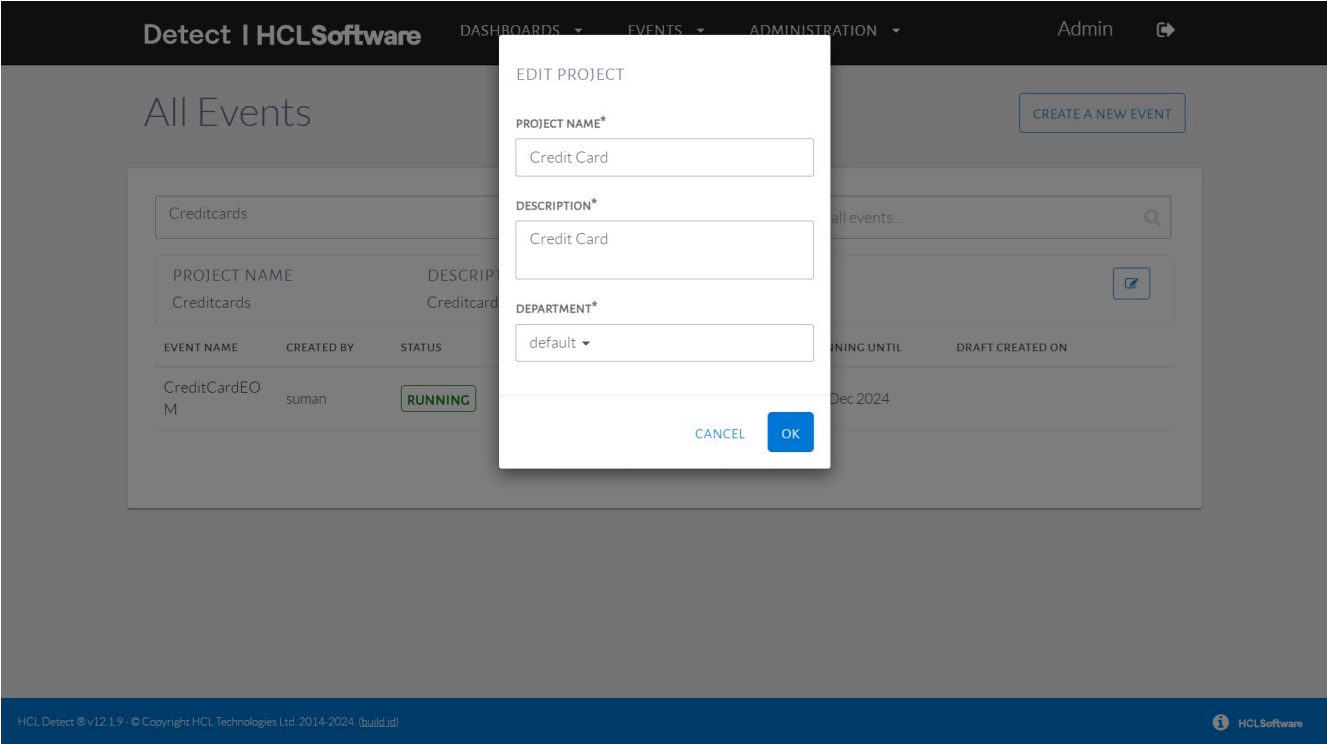 Detect | HCLSoftware DASHBOARDS EVENTS ADMINISTRATION Admin
All Events
CREATE A NEW EVENT
EDIT PROJECT
PROJECT NAME*
Credit Card
DESCRIPTION*
Credit Card
DEPARTMENT*
default
CANCEL OK
Creditcards
all events...
PROJECT NAME
Creditcards
DESCRIPT
Creditcard
EVENT NAME CREATED BY STATUS NNING UNTIL DRAFT CREATED ON
CreditCardEO
M
suman RUNNING Dec 2024
HCL Detect ® v12.1.9 - © Copyright HCL Technologies Ltd. 2014-2024. (build id) HCLSoftware